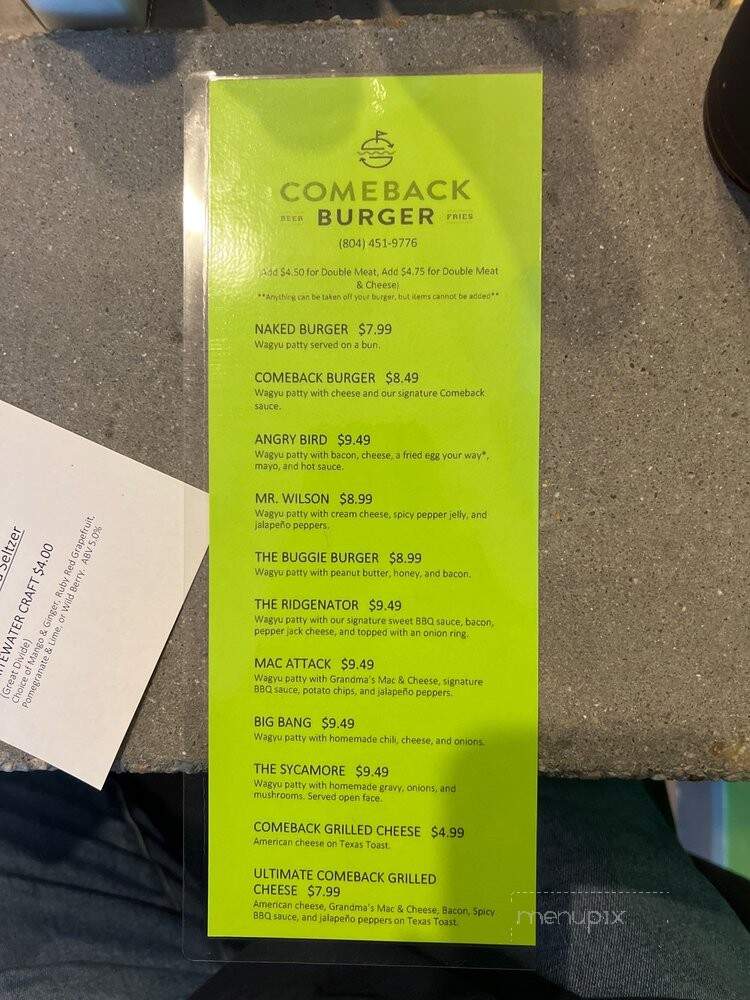 COMEBACK
BEER BURGER FRIES
(804) 451-9776
Add $4.50 for Double Meat, Add $4.75 for Double Meat
& Cheese)
**Anything can be taken off your burger, but items cannot be added**
NAKED BURGER $7.99
Wagyu patty served on a bun.
COMEBACK BURGER $8.49
Wagyu patty with cheese and our signature Comeback
sauce.
ANGRY BIRD $9.49
Wagyu patty with bacon, cheese, a fried egg your way*,
mayo, and hot sauce.
MR. WILSON $8.99
Wagyu patty with cream cheese, spicy pepper jelly, and
jalapeño peppers.
THE BUGGIE BURGER $8.99
Wagyu patty with peanut butter, honey, and bacon.
THE RIDGENATOR $9.49
Wagyu patty with our signature sweet BBQ sauce, bacon,
pepper jack cheese, and topped with an onion ring.
MAC ATTACK $9.49
Wagyu patty with Grandma's Mac & Cheese, signature
BBQ sauce, potato chips, and jalapeño peppers.
BIG BANG $9.49
Wagyu patty with homemade chili, cheese, and onions.
THE SYCAMORE $9.49
Wagyu patty with homemade gravy, onions, and
mushrooms. Served open face.
COMEBACK GRILLED CHEESE $4.99
American cheese on Texas Toast.
ULTIMATE COMEBACK GRILLED
CHEESE $7.99
American cheese, Grandma's Mac & Cheese, Bacon, Spicy
BBQ sauce, and jalapeño peppers on Texas Toast.
Seltzer
TEWATER CRAFT $4.00
(Great Divide)
Choice of Mango & Ginger, Ruby Red Grapefruit,
Pomegranate & Lime, or Wild Berry. ABV 5.0%
menupix